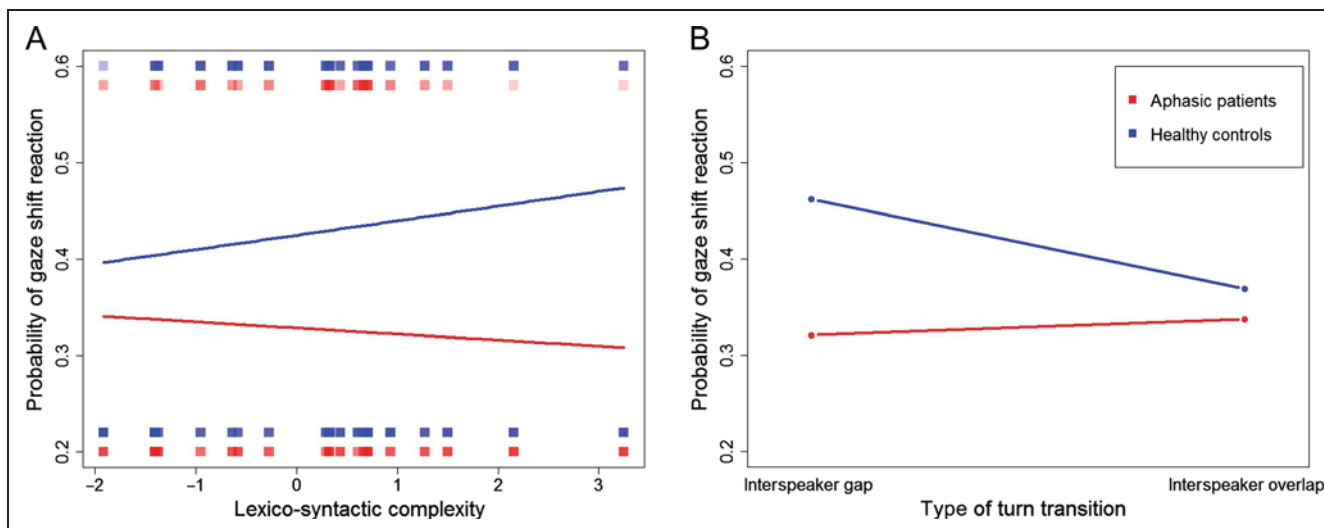 A
Probability of gaze shift reaction
0.6
0.5
0.4
0.3
0.2
−2 −1 0 1 2 3
Lexico-syntactic complexity
B
Probability of gaze shift reaction
0.6
0.5
0.4
0.3
0.2
Aphasic patients
Healthy controls
Interspeaker gap Interspeaker overlap
Type of turn transition